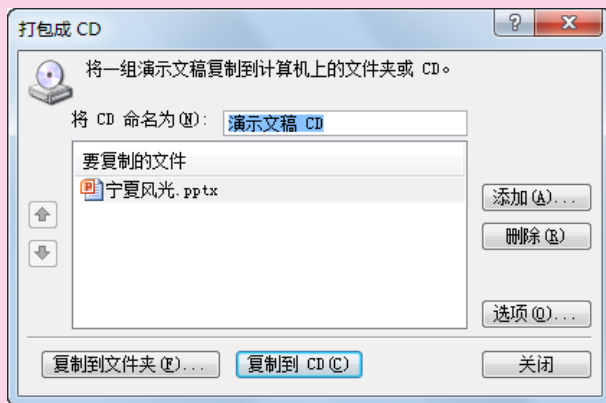 打包成 CD
将一组演示文稿复制到计算机上的文件夹或 CD。
将 CD 命名为(N): 演示文稿 CD
要复制的文件
宁夏风光.pptx
添加(A)...
删除(R)
选项(O)...
复制到文件夹(F)... 复制到 CD(C) 关闭